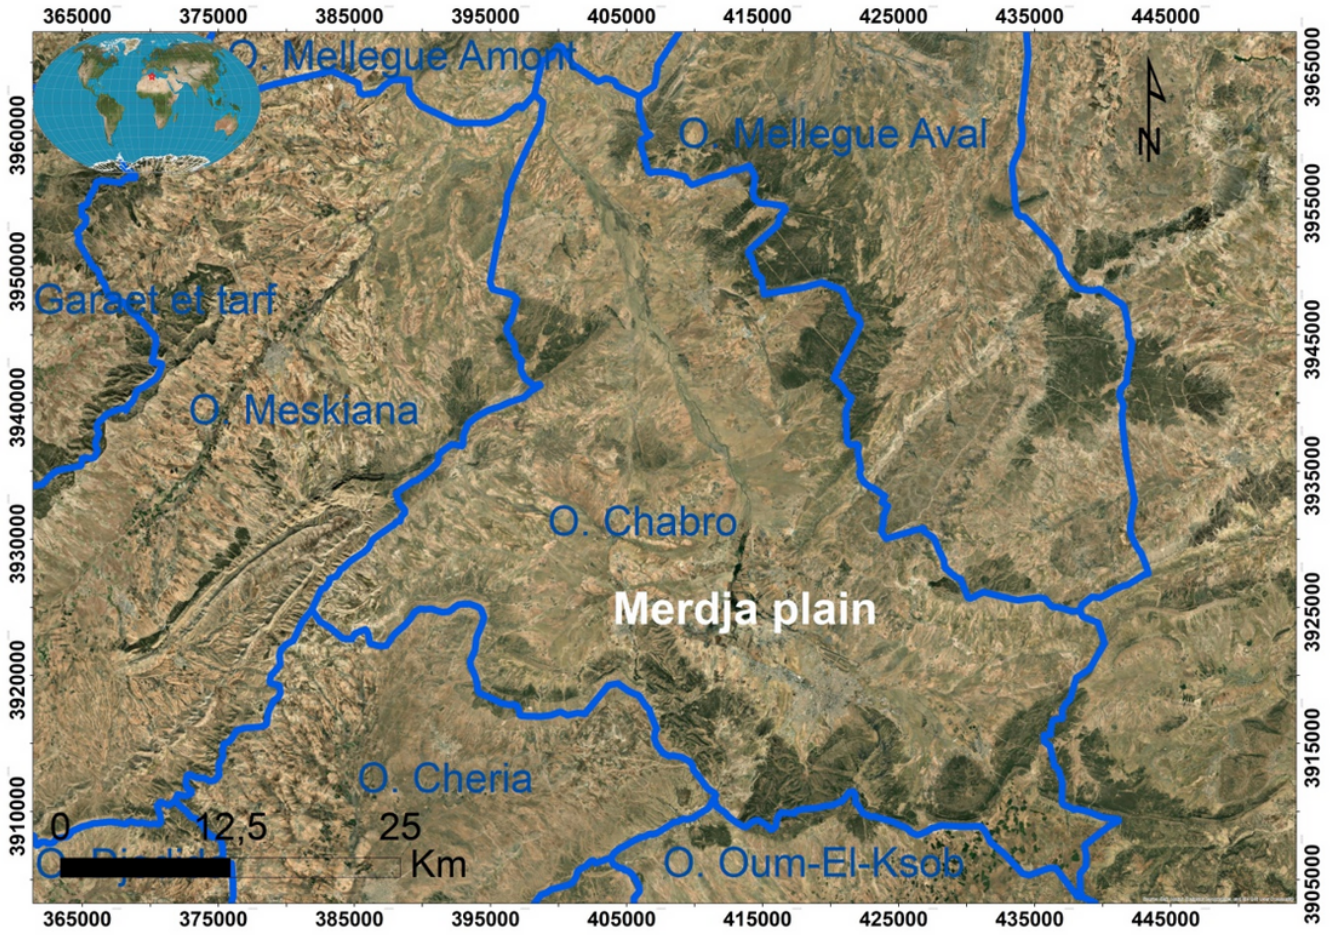 365000 375000 385000 395000 405000 415000 425000 435000 445000
O. Mellegue Amont
O. Mellegue Aval
N
Garaet et tarf
O. Meskiana
O. Chabro
Merdja plain
O. Cheria
0 12,5 25
Km
O. Djedid
O. Oum-El-Ksob
3960000
3950000
3940000
3930000
3920000
3910000
3965000
3955000
3945000
3935000
3925000
3915000
3905000
365000 375000 385000 395000 405000 415000 425000 435000 445000